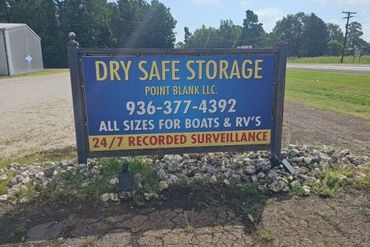 DRY SAFE STORAGE
POINT BLANK LLC.
936-377-4392
ALL SIZES FOR BOATS & RV'S
24/7 RECORDED SURVEILLANCE